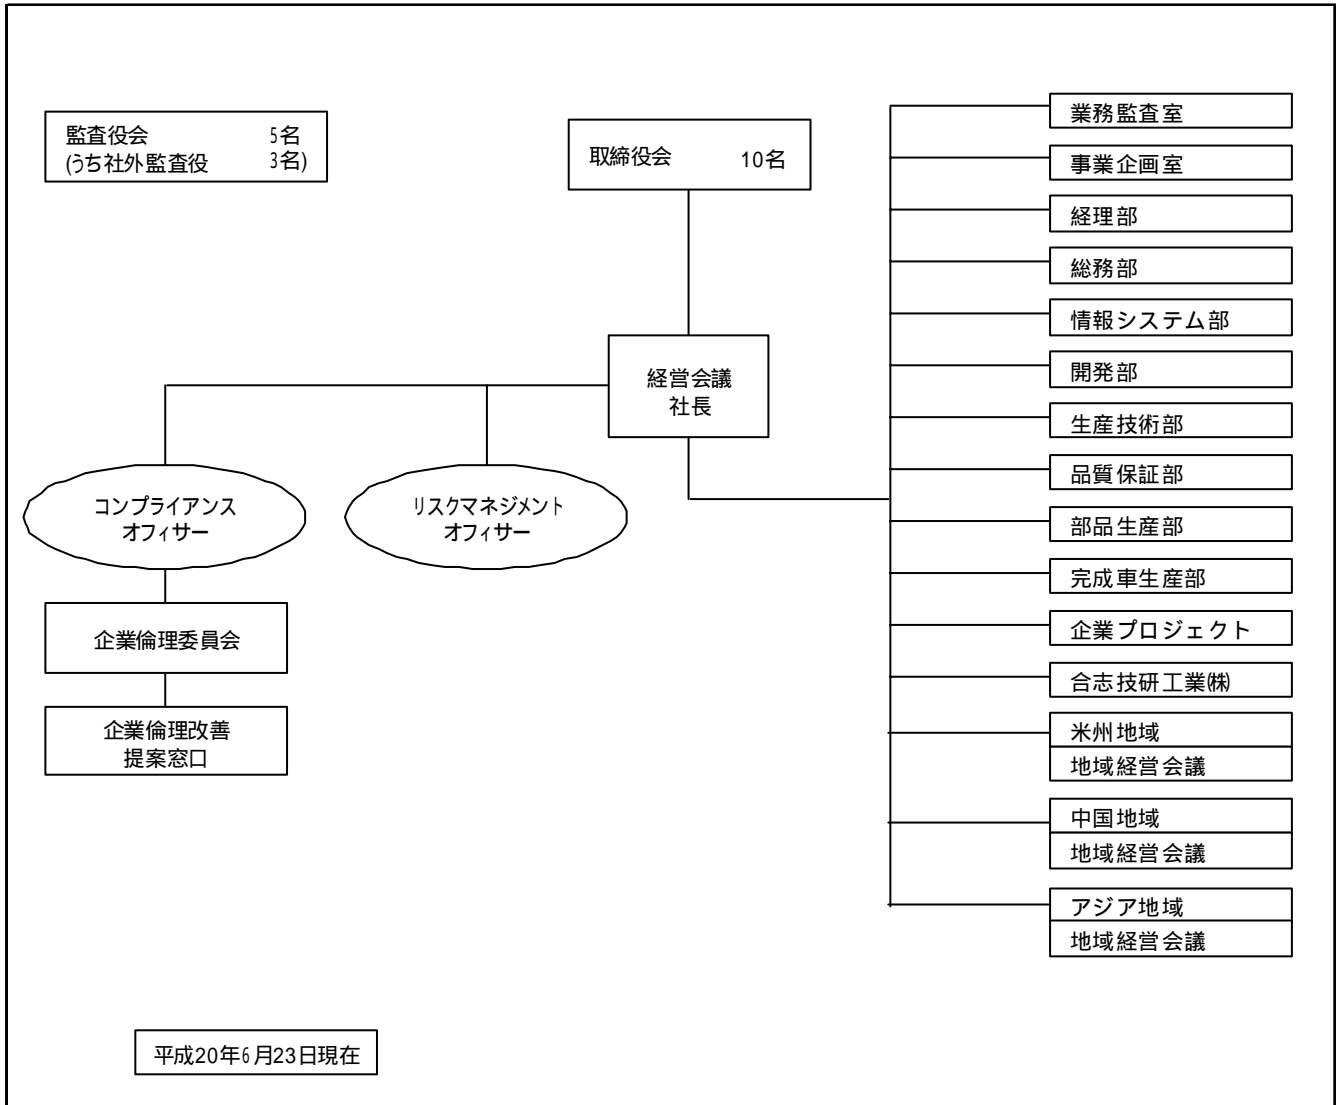 監査役会 5名
(うち社外監査役 3名)
取締役会 10名
経営会議
社長
コンプライアンス
オフィサー
リスクマネジメント
オフィサー
企業倫理委員会
企業倫理改善
提案窓口
業務監査室
事業企画室
経理部
総務部
情報システム部
開発部
生産技術部
品質保証部
部品生産部
完成車生産部
企業プロジェクト
合志技研工業㈱
米州地域
地域経営会議
中国地域
地域経営会議
アジア地域
地域経営会議
平成20年6月23日現在